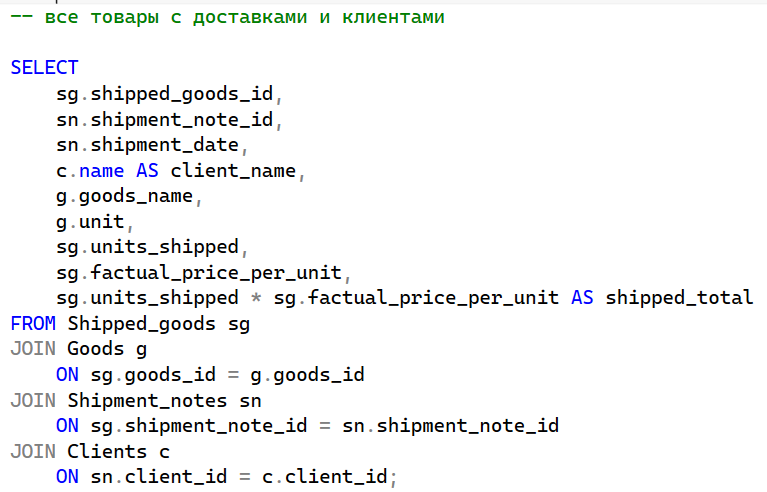 -- все товары с доставками и клиентами
SELECT
sg.shipped_goods_id,
sn.shipment_note_id,
sn.shipment_date,
c.name AS client_name,
g.goods_name,
g.unit,
sg.units_shipped,
sg.factual_price_per_unit,
sg.units_shipped * sg.factual_price_per_unit AS shipped_total
FROM Shipped_goods sg
JOIN Goods g
ON sg.goods_id = g.goods_id
JOIN Shipment_notes sn
ON sg.shipment_note_id = sn.shipment_note_id
JOIN Clients c
ON sn.client_id = c.client_id;